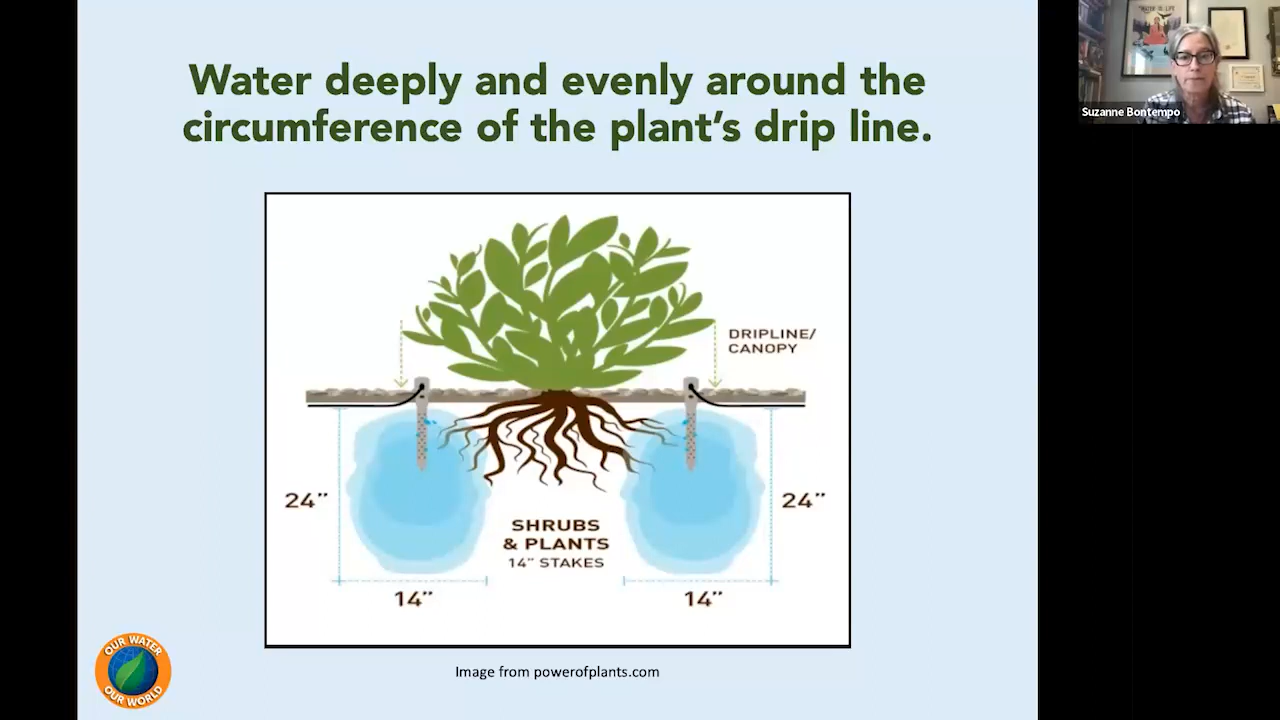 Water deeply and evenly around the
circumference of the plant's drip line.
DRIPLINE/
CANOPY
24”
24”
SHRUBS
& PLANTS
14” STAKES
14”
14”
Image from powerofplants.com
OUR WATER
OUR WORLD
Suzanne Bontempo